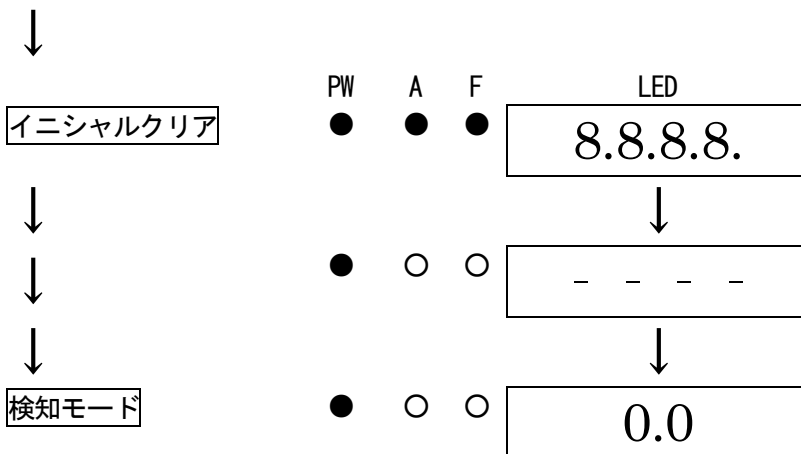 ↓
PW A F LED
イニシャルクリア ● ● ● 8.8.8.8.
↓ ↓
↓ ● ○ ○ - - - -
↓ ↓
検知モード ● ○ ○ 0.0